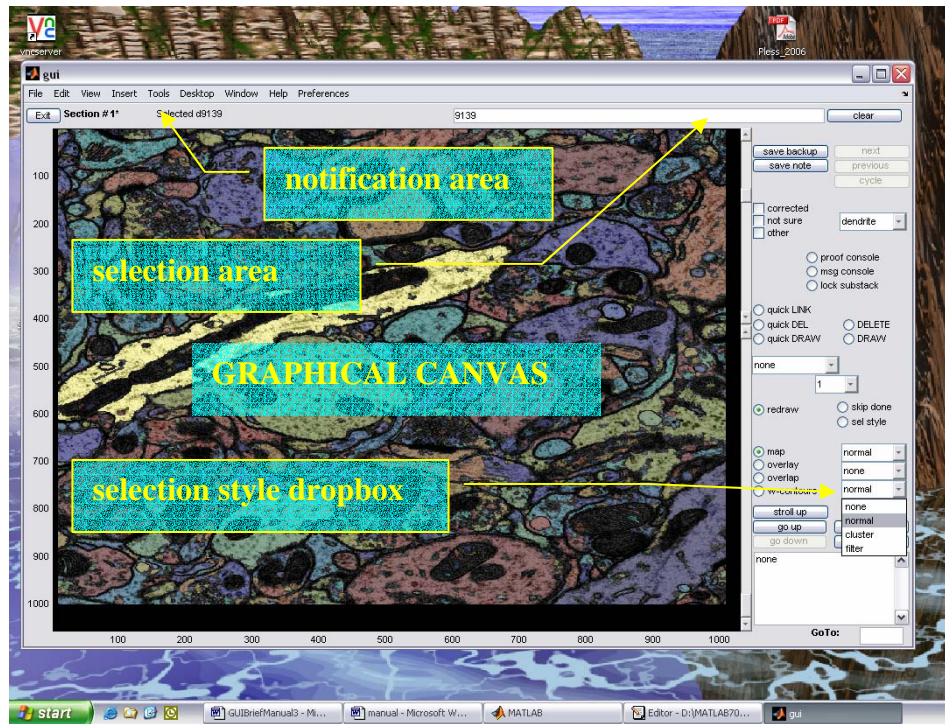 vncserver
PDF
Adobe
Pless_2006
gui
File Edit View Insert Tools Desktop Window Help Preferences
Exit Section #1* Selected d9139 9139 clear
notification area
selection area
GRAPHICAL CANVAS
selection style dropbox
100
200
300
400
500
600
700
800
900
1000
100 200 300 400 500 600 700 800 900 1000
save backup next
save note previous
cycle
corrected
not sure dendrite
other
proof console
msg console
lock substack
quick LINK
quick DEL DELETE
quick DRAW DRAW
none
1
redraw skip done
sel style
map normal
overlay none
overlap
w-contours normal
none
normal
cluster
filter
stroll up
go up
go down
none
GoTo:
start GUIBriefManual3 - Mi... manual - Microsoft W... MATLAB Editor - D:\MATLAB70... gui